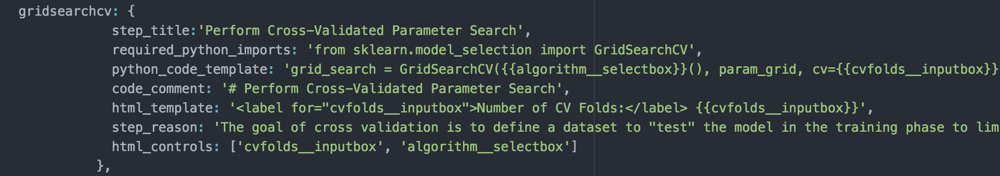 gridsearchcv: {
step_title:'Perform Cross-Validated Parameter Search',
required_python_imports: 'from sklearn.model_selection import GridSearchCV',
python_code_template: 'grid_search = GridSearchCV({{algorithm__selectbox}}(), param_grid, cv={{cvfolds__inputbox}}
code_comment: '# Perform Cross-Validated Parameter Search',
html_template: '<label for="cvfolds__inputbox">Number of CV Folds:</label> {{cvfolds__inputbox}}',
step_reason: 'The goal of cross validation is to define a dataset to "test" the model in the training phase to lim
html_controls: ['cvfolds__inputbox', 'algorithm__selectbox']
},